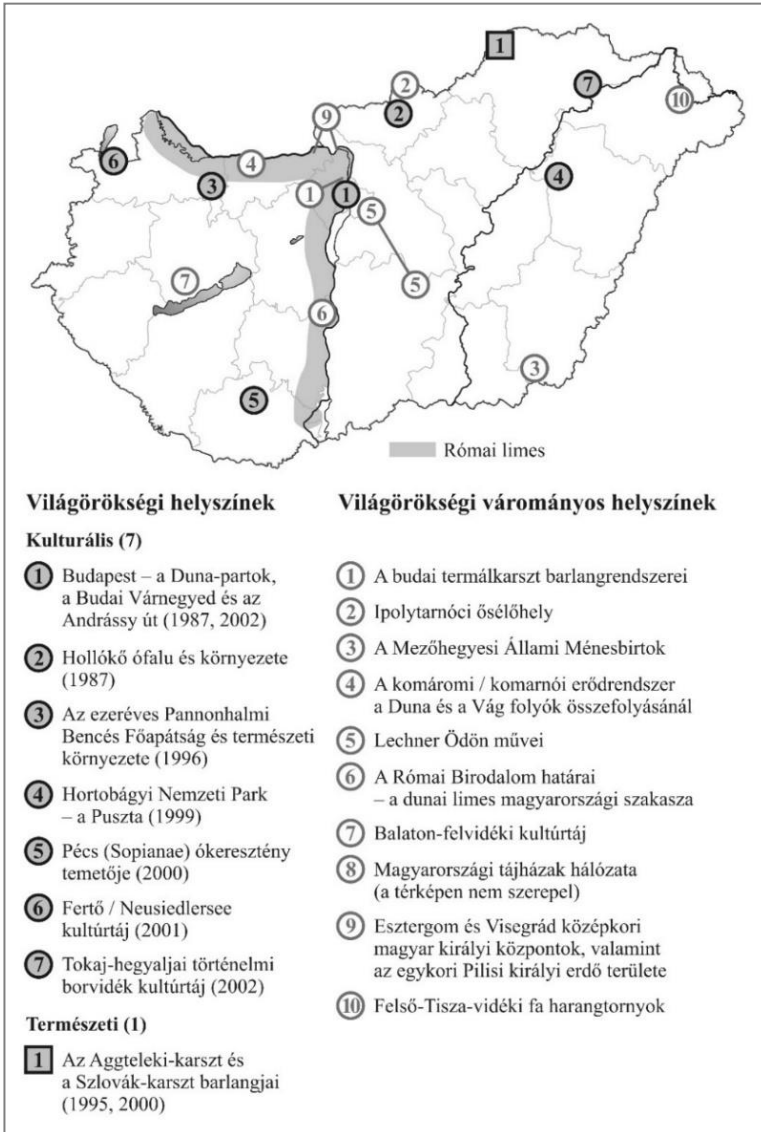 1
2
7
10
9
2
6
4
3
1
1
4
5
5
7
6
3
5
Római limes
Világörökségi helyszínek
Kulturális (7)
1 Budapest – a Duna-partok,
a Budai Várnegyed és az
Andrássy út (1987, 2002)
2 Hollókő ófalu és környezete
(1987)
3 Az ezeréves Pannonhalmi
Bencés Főapátság és természeti
környezete (1996)
4 Hortobágyi Nemzeti Park
– a Puszta (1999)
5 Pécs (Sopianae) ókeresztény
temetője (2000)
6 Fertő / Neusiedlersee
kultúrtáj (2001)
7 Tokaj-hegyaljai történelmi
borvidék kultúrtáj (2002)
Természeti (1)
1 Az Aggteleki-karszt és
a Szlovák-karszt barlangjai
(1995, 2000)
Világörökségi várományos helyszínek
1 A budai termálkarszt barlangrendszerei
2 Ipolytarnóci ősélőhely
3 A Mezőhegyesi Állami Ménesbirtok
4 A komáromi / komarnói erődrendszer
a Duna és a Vág folyók összefolyásánál
5 Lechner Ödön művei
6 A Római Birodalom határai
– a dunai limes magyarországi szakasza
7 Balaton-felvidéki kultúrtáj
8 Magyarországi tájházak hálózata
(a térképen nem szerepel)
9 Esztergom és Visegrád középkori
magyar királyi központok, valamint
az egykori Pilisi királyi erdő területe
10 Felső-Tisza-vidéki fa harangtornyok